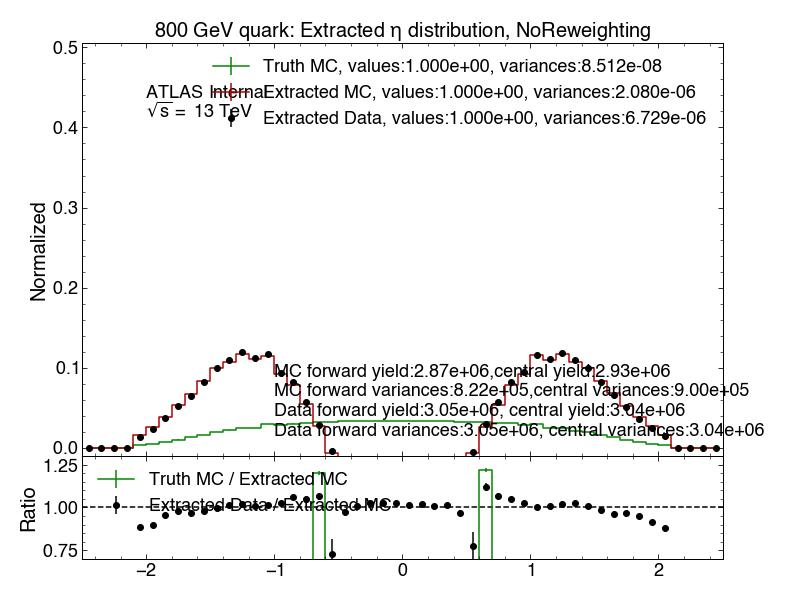 800 GeV quark: Extracted η distribution, NoReweighting
Truth MC, values:1.000e+00, variances:8.512e-08
ATLAS Internal
Extracted MC, values:1.000e+00, variances:2.080e-06
√s = 13 TeV
Extracted Data, values:1.000e+00, variances:6.729e-06
Normalized
0.5
0.4
0.3
0.2
0.1
0.0
MC forward yield:2.87e+06,central yield:2.93e+06
MC forward variances:8.22e+05,central variances:9.00e+05
Data forward yield:3.05e+06, central yield:3.04e+06
Data forward variances:3.05e+06, central variances:3.04e+06
Ratio
1.25
1.00
0.75
Truth MC / Extracted MC
Extracted Data / Extracted MC
−2
−1
0
1
2